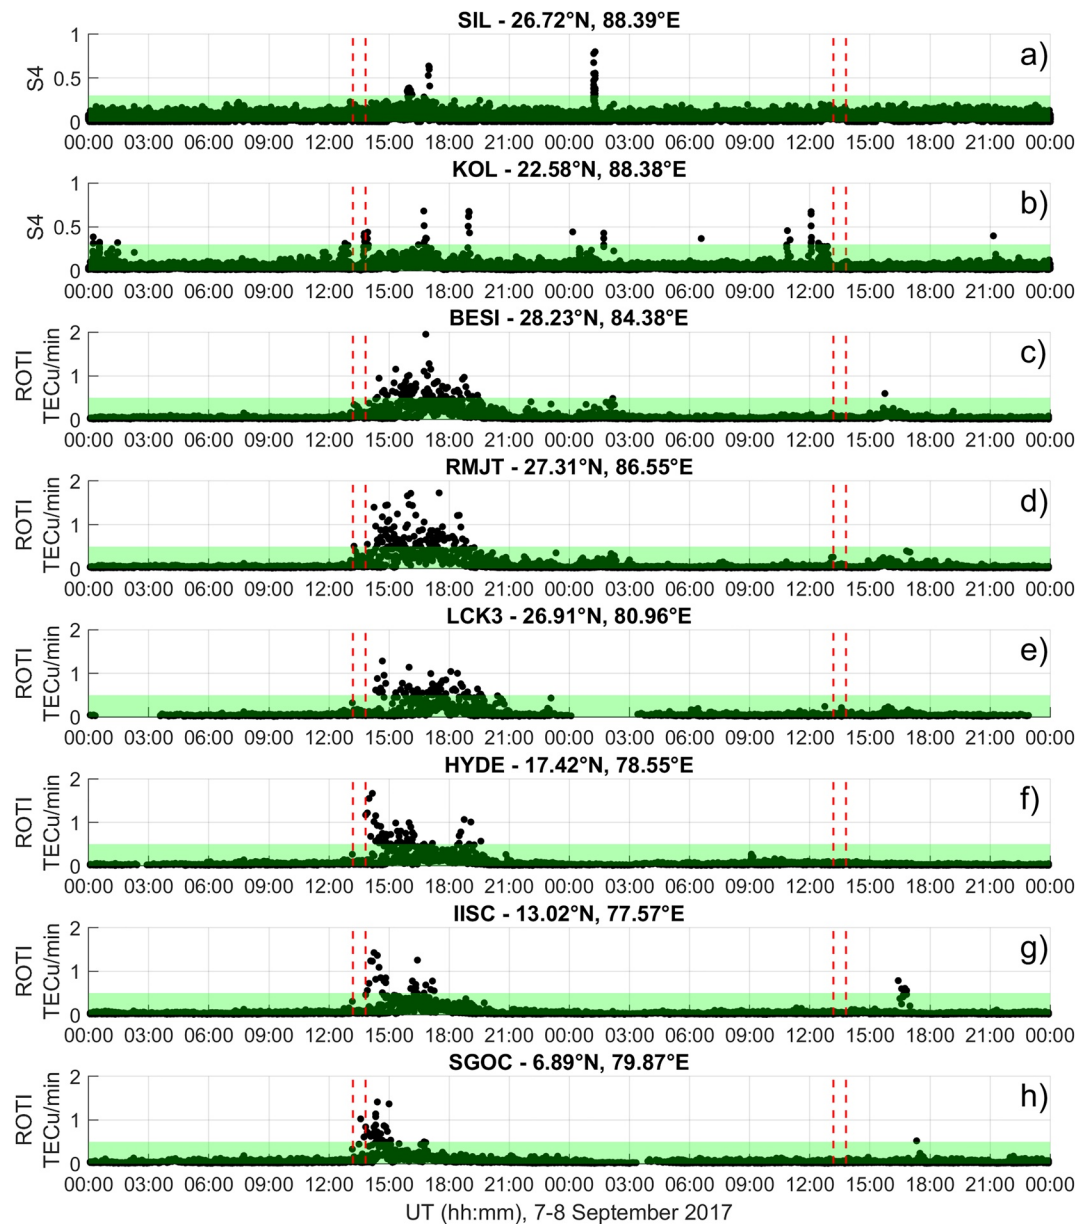 SIL - 26.72°N, 88.39°E
a)
S4
1
0.5
0
00:00 03:00 06:00 09:00 12:00 15:00 18:00 21:00 00:00 03:00 06:00 09:00 12:00 15:00 18:00 21:00 00:00
KOL - 22.58°N, 88.38°E
b)
S4
1
0.5
0
00:00 03:00 06:00 09:00 12:00 15:00 18:00 21:00 00:00 03:00 06:00 09:00 12:00 15:00 18:00 21:00 00:00
BESI - 28.23°N, 84.38°E
c)
ROTI
TECu/min
2
1
0
00:00 03:00 06:00 09:00 12:00 15:00 18:00 21:00 00:00 03:00 06:00 09:00 12:00 15:00 18:00 21:00 00:00
RMJT - 27.31°N, 86.55°E
d)
ROTI
TECu/min
2
1
0
00:00 03:00 06:00 09:00 12:00 15:00 18:00 21:00 00:00 03:00 06:00 09:00 12:00 15:00 18:00 21:00 00:00
LCK3 - 26.91°N, 80.96°E
e)
ROTI
TECu/min
2
1
0
00:00 03:00 06:00 09:00 12:00 15:00 18:00 21:00 00:00 03:00 06:00 09:00 12:00 15:00 18:00 21:00 00:00
HYDE - 17.42°N, 78.55°E
f)
ROTI
TECu/min
2
1
0
00:00 03:00 06:00 09:00 12:00 15:00 18:00 21:00 00:00 03:00 06:00 09:00 12:00 15:00 18:00 21:00 00:00
IISC - 13.02°N, 77.57°E
g)
ROTI
TECu/min
2
1
0
00:00 03:00 06:00 09:00 12:00 15:00 18:00 21:00 00:00 03:00 06:00 09:00 12:00 15:00 18:00 21:00 00:00
SGOC - 6.89°N, 79.87°E
h)
ROTI
TECu/min
2
1
0
00:00 03:00 06:00 09:00 12:00 15:00 18:00 21:00 00:00 03:00 06:00 09:00 12:00 15:00 18:00 21:00 00:00
UT (hh:mm), 7-8 September 2017